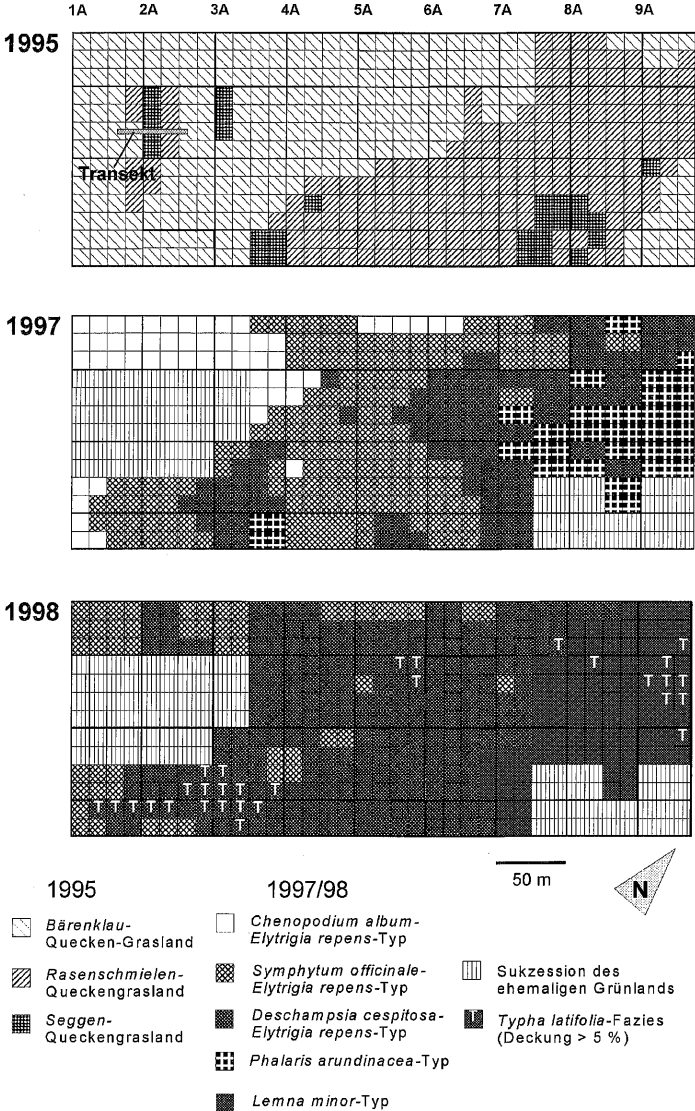 1A 2A 3A 4A 5A 6A 7A 8A 9A
1995
Transekt
1997
1998
T
T T T
T T T T
T T
T T T
T T T T T
T T T T T T T T T
T
50 m
N
1995 1997/98
Bärenklau-
Quecken-Grasland
Rasenschmielen-
Queckengrasland
Seggen-
Queckengrasland
Chenopodium album-
Elytrigia repens-Typ
Symphytum officinale-
Elytrigia repens-Typ
Deschampsia cespitosa-
Elytrigia repens-Typ
Phalaris arundinacea-Typ
Lemna minor-Typ
Sukzession des
ehemaligen Grünlands
T Typha latifolia-Fazies
(Deckung > 5 %)